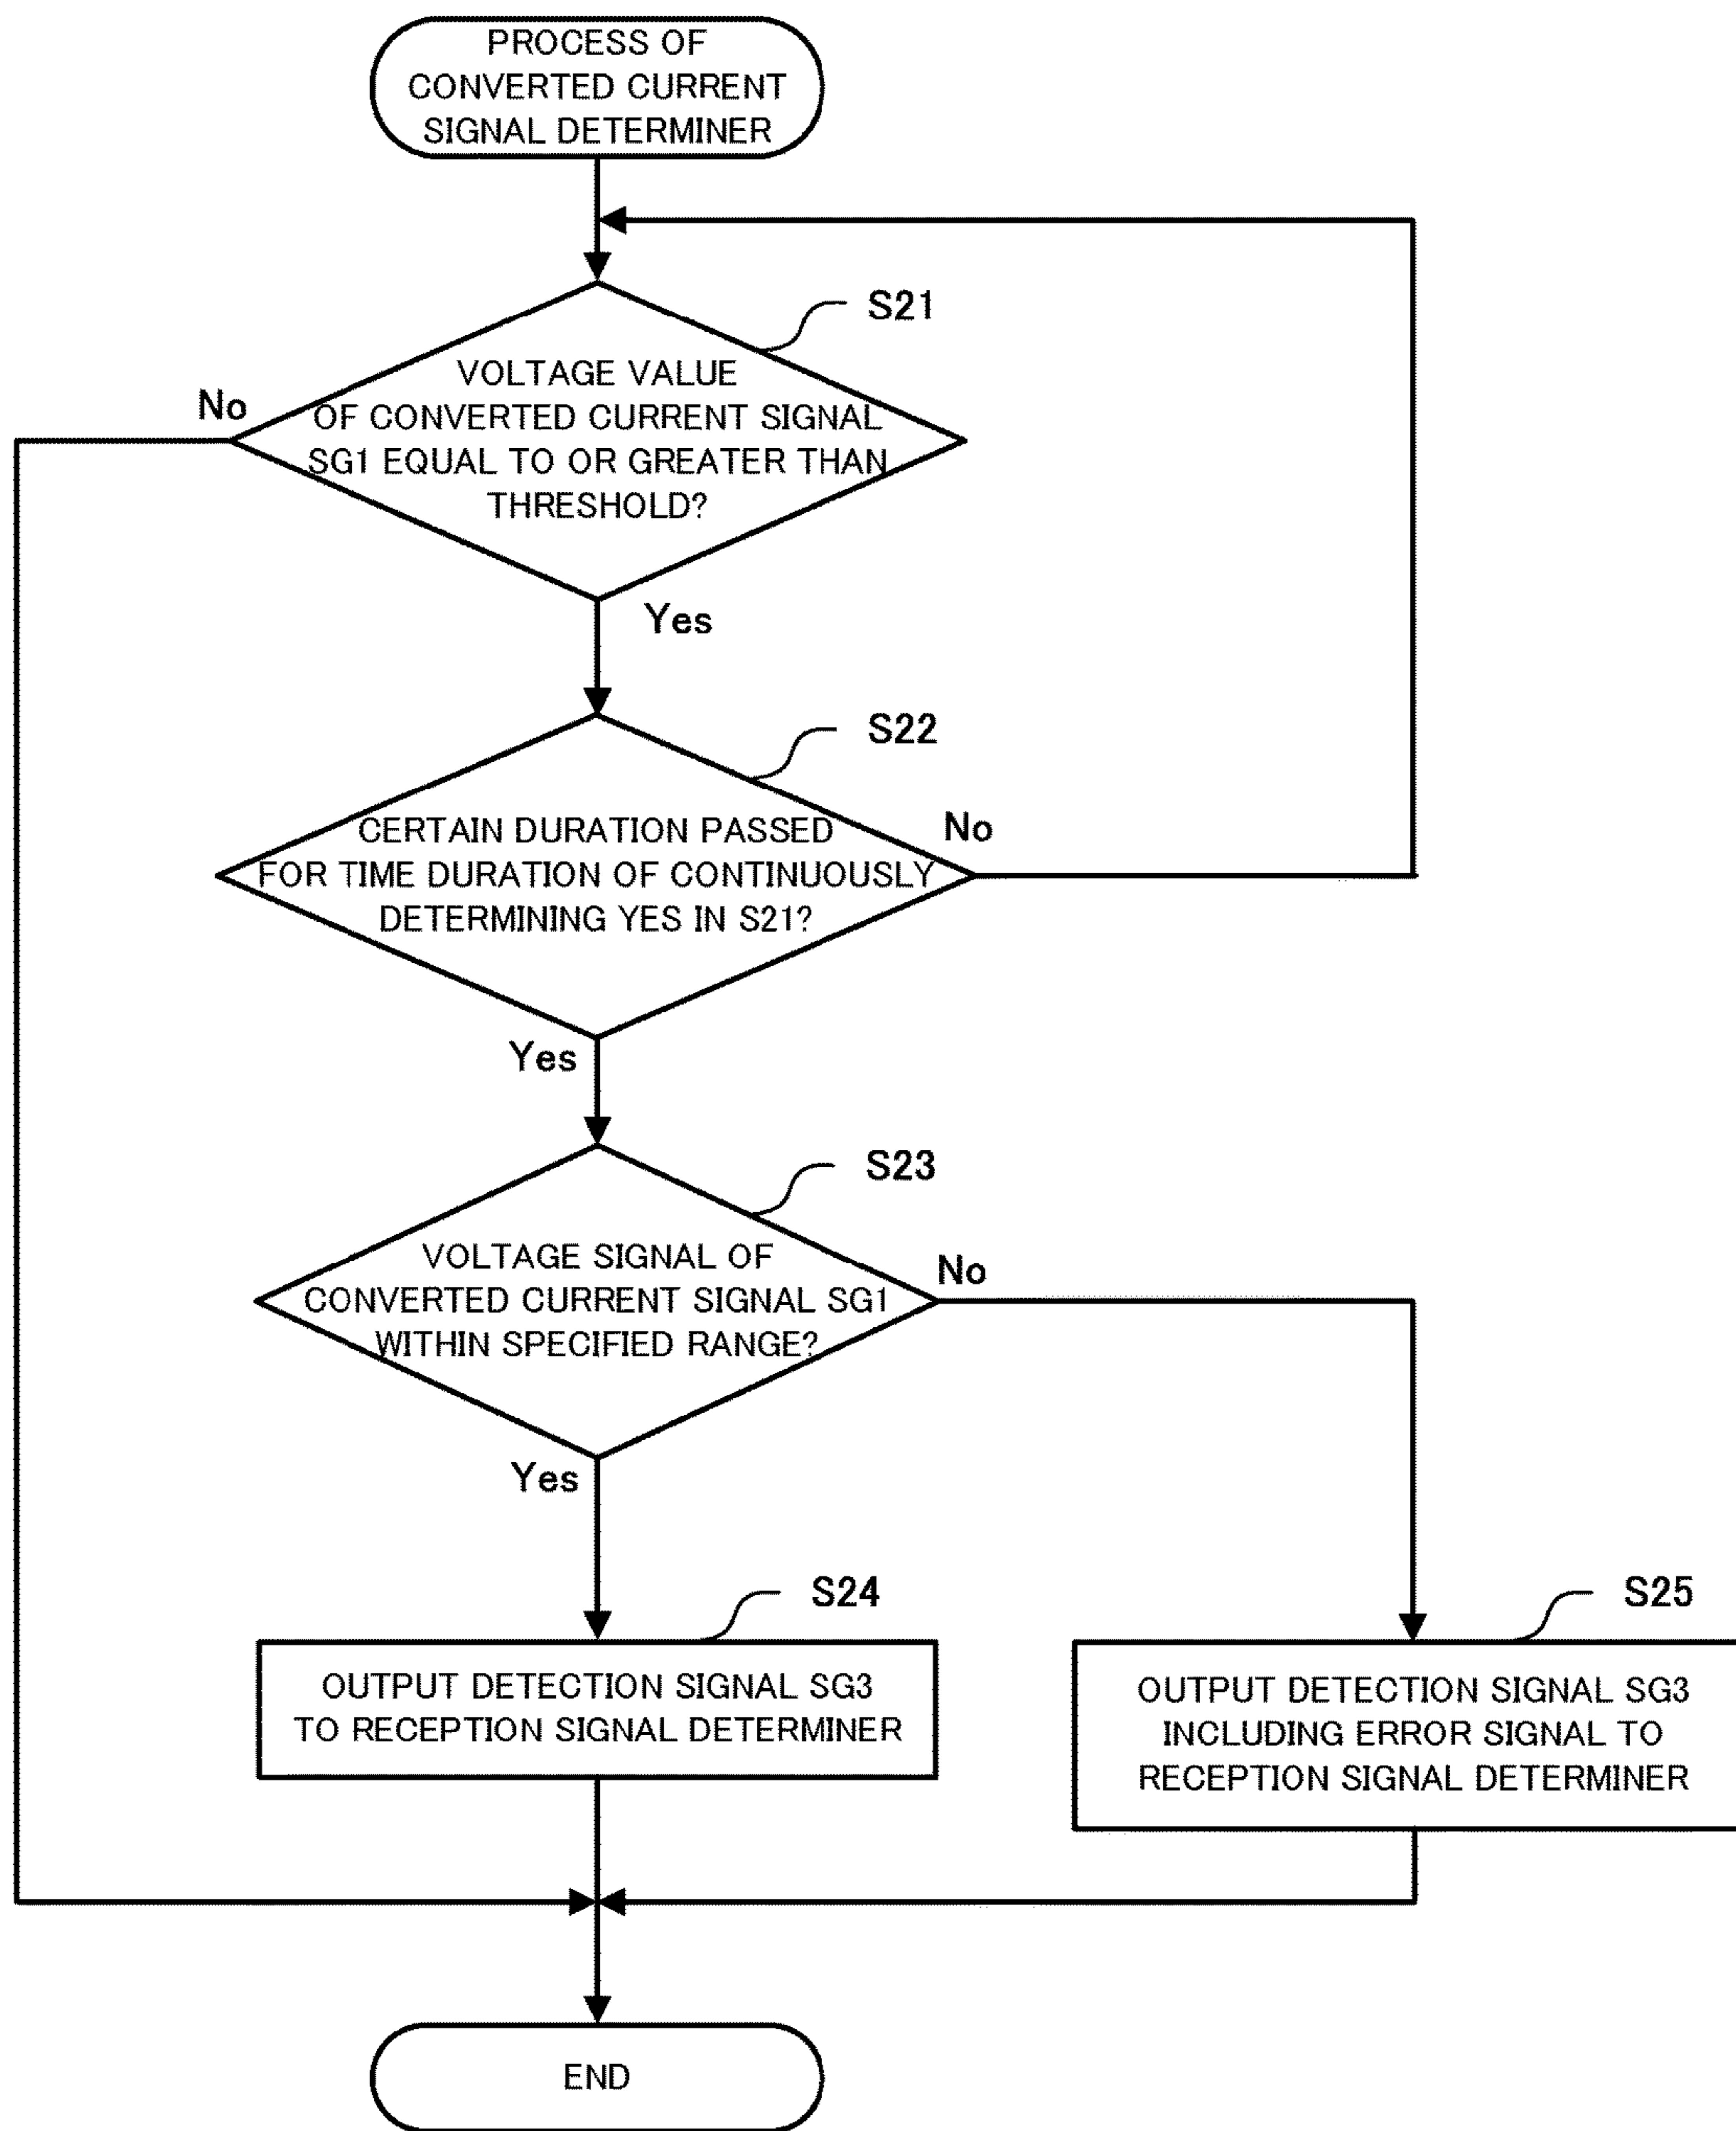 PROCESS OF
CONVERTED CURRENT
SIGNAL DETERMINER
S21
VOLTAGE VALUE
OF CONVERTED CURRENT SIGNAL
SG1 EQUAL TO OR GREATER THAN
THRESHOLD?
No
Yes
S22
CERTAIN DURATION PASSED
FOR TIME DURATION OF CONTINUOUSLY
DETERMINING YES IN S21?
No
Yes
S23
VOLTAGE SIGNAL OF
CONVERTED CURRENT SIGNAL SG1
WITHIN SPECIFIED RANGE?
No
Yes
S24
OUTPUT DETECTION SIGNAL SG3
TO RECEPTION SIGNAL DETERMINER
S25
OUTPUT DETECTION SIGNAL SG3
INCLUDING ERROR SIGNAL TO
RECEPTION SIGNAL DETERMINER
END